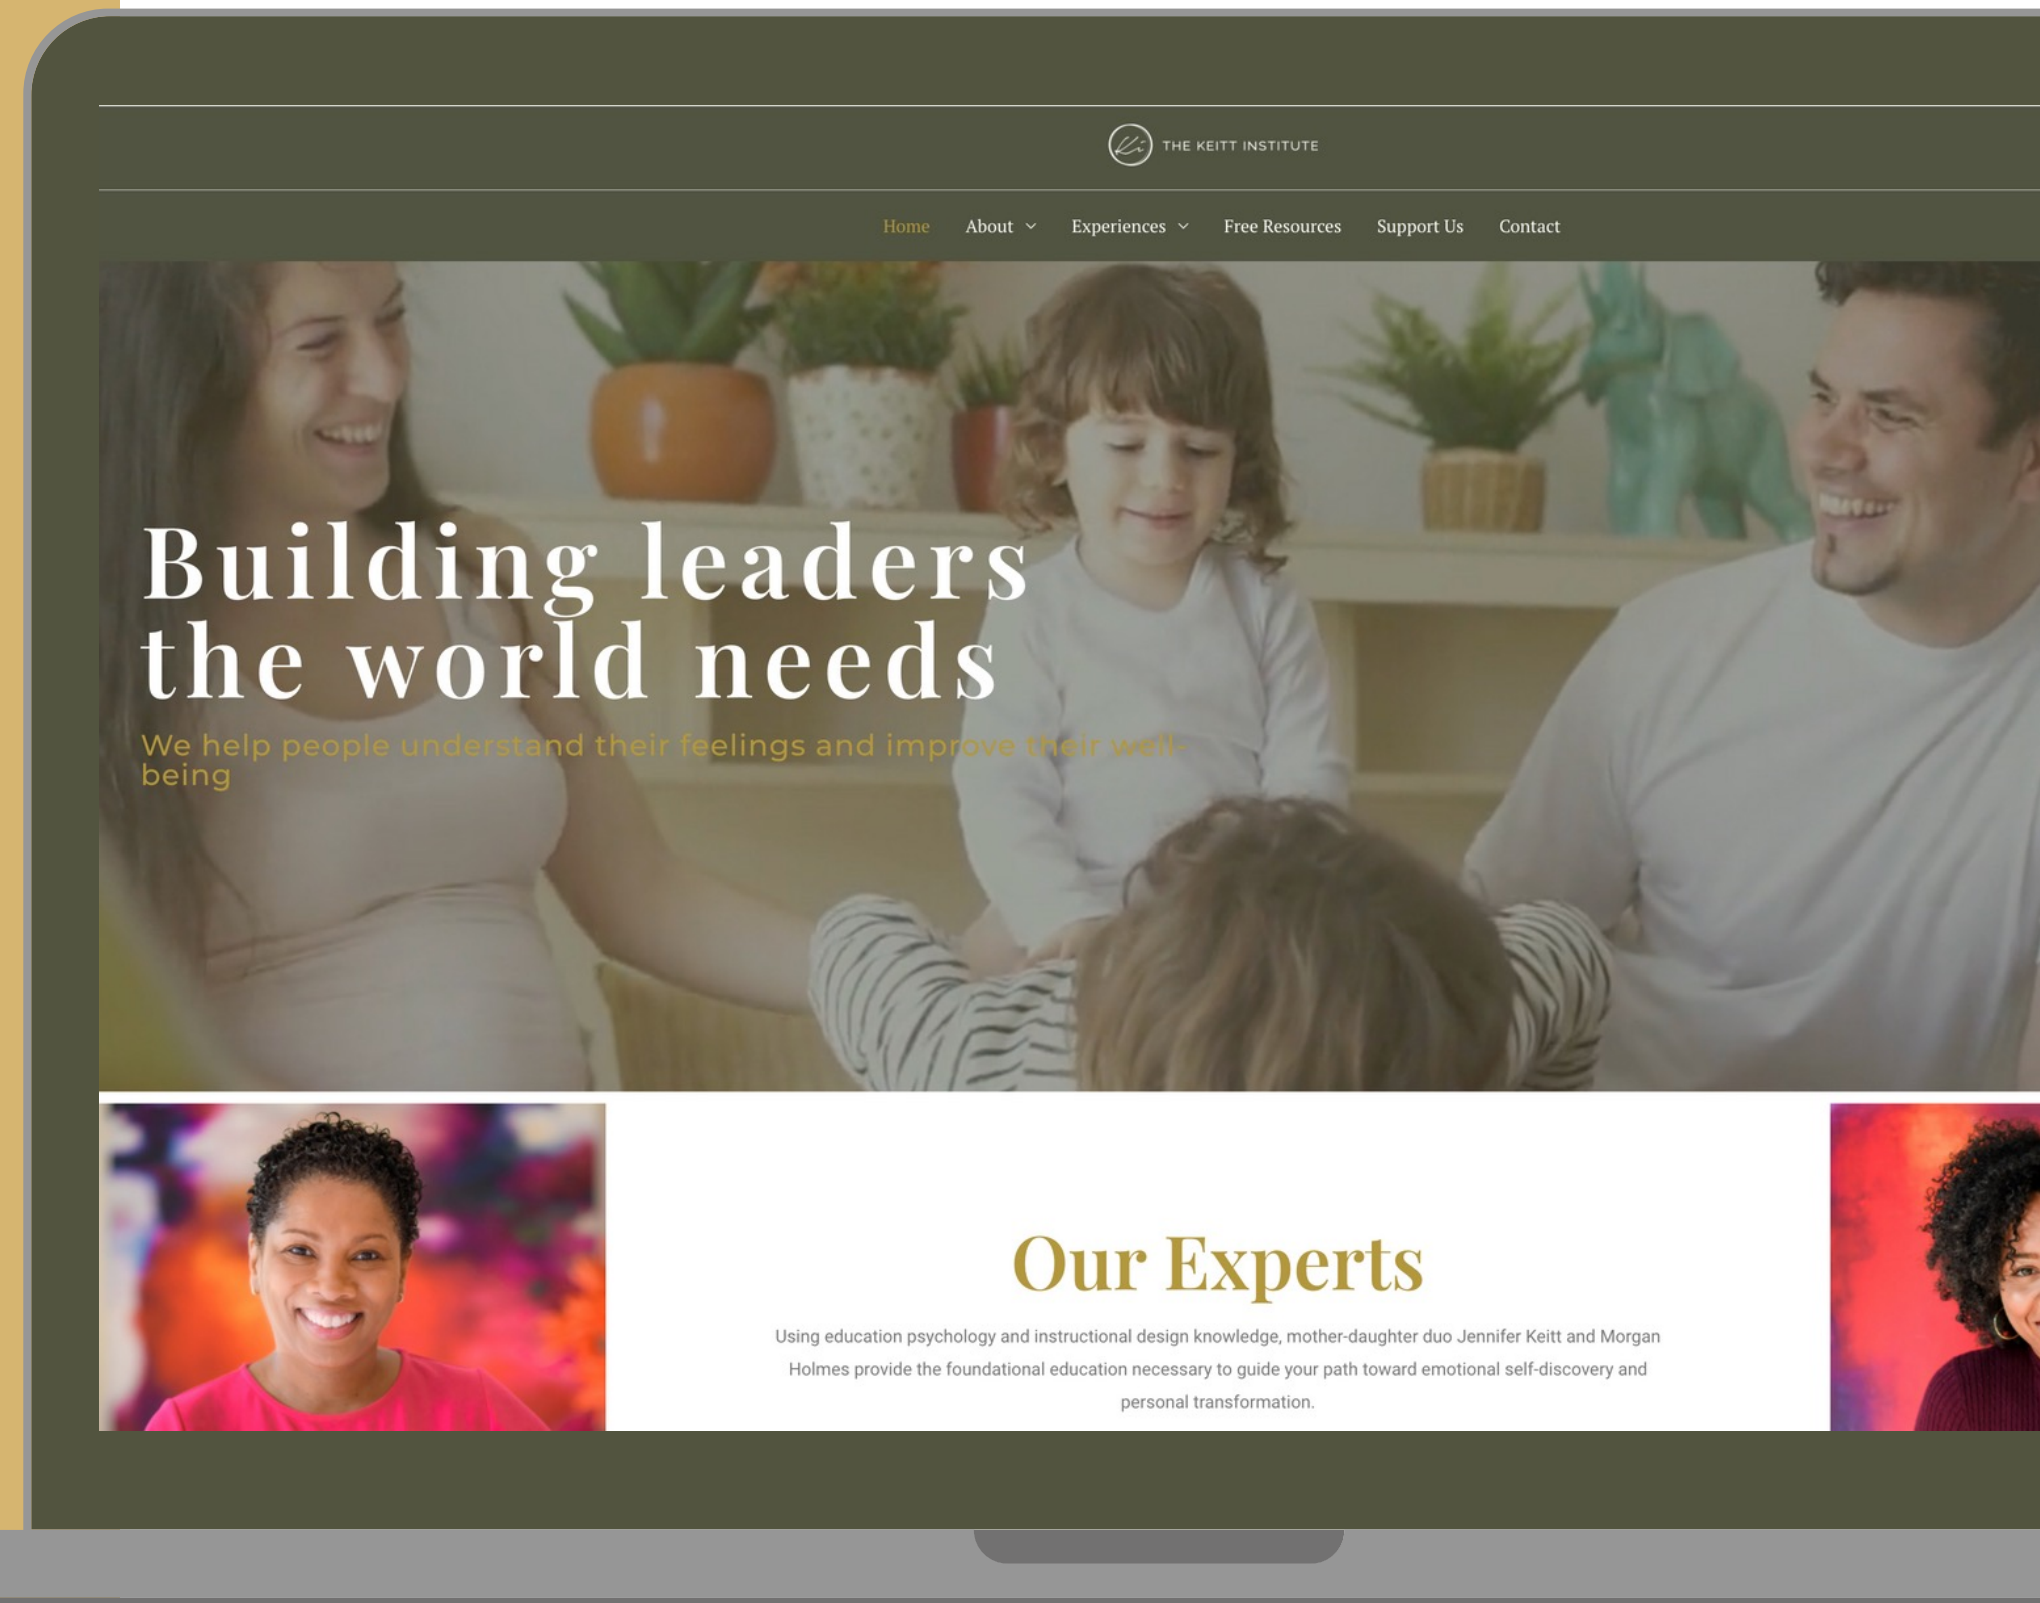 THE KEITT INSTITUTE
Home About Experiences Free Resources Support Us Contact
Building leaders
the world needs
We help people understand their feelings and improve their well-
being
Our Experts
Using education psychology and instructional design knowledge, mother-daughter duo Jennifer Keitt and Morgan
Holmes provide the foundational education necessary to guide your path toward emotional self-discovery and
personal transformation.